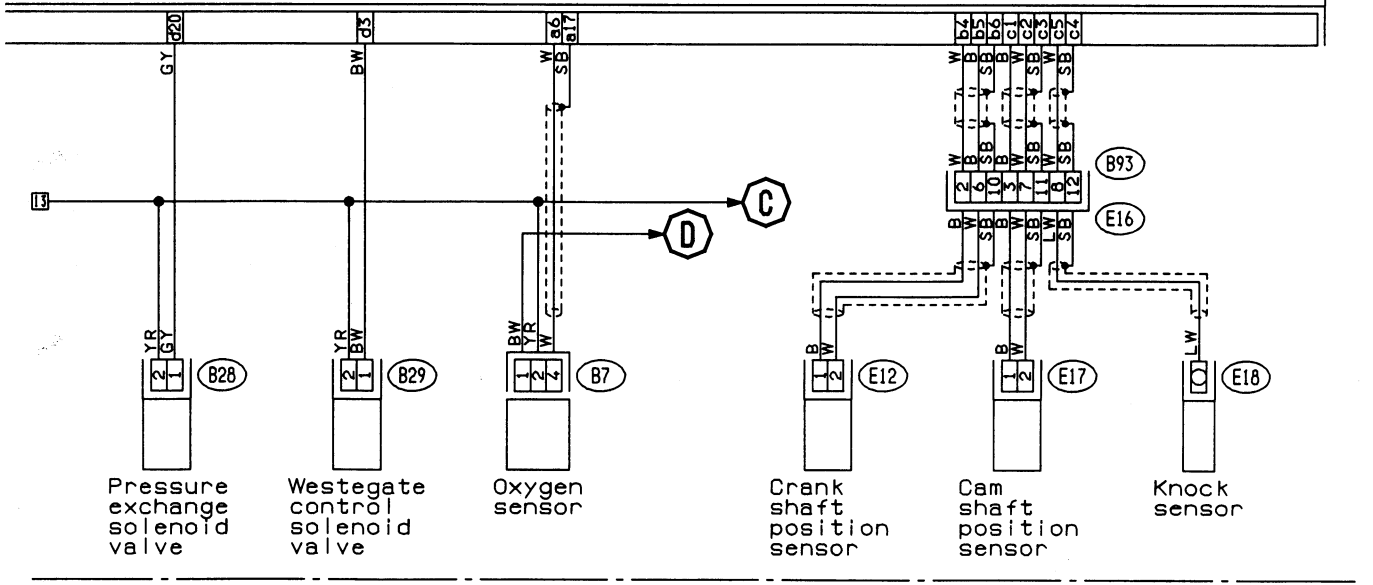 d20 d3 a6 a17 b4 b5 b6 c1 c2 c3 c5 c4
GY BW W SB W B SB B W SB W SB
W B SB B W SB W SB
B93
2 6 10 3 7 11 8 12
13 C
E16
D
B W SB B W SB LW SB
YR GY YR BW BW YR W B W B W LW
2 1 B28 2 1 B29 1 2 4 B7 1 2 E12 1 2 E17 E18
Pressure
exchange
solenoid
valve
Westegate
control
solenoid
valve
Oxygen
sensor
Crank
shaft
position
sensor
Cam
shaft
position
sensor
Knock
sensor